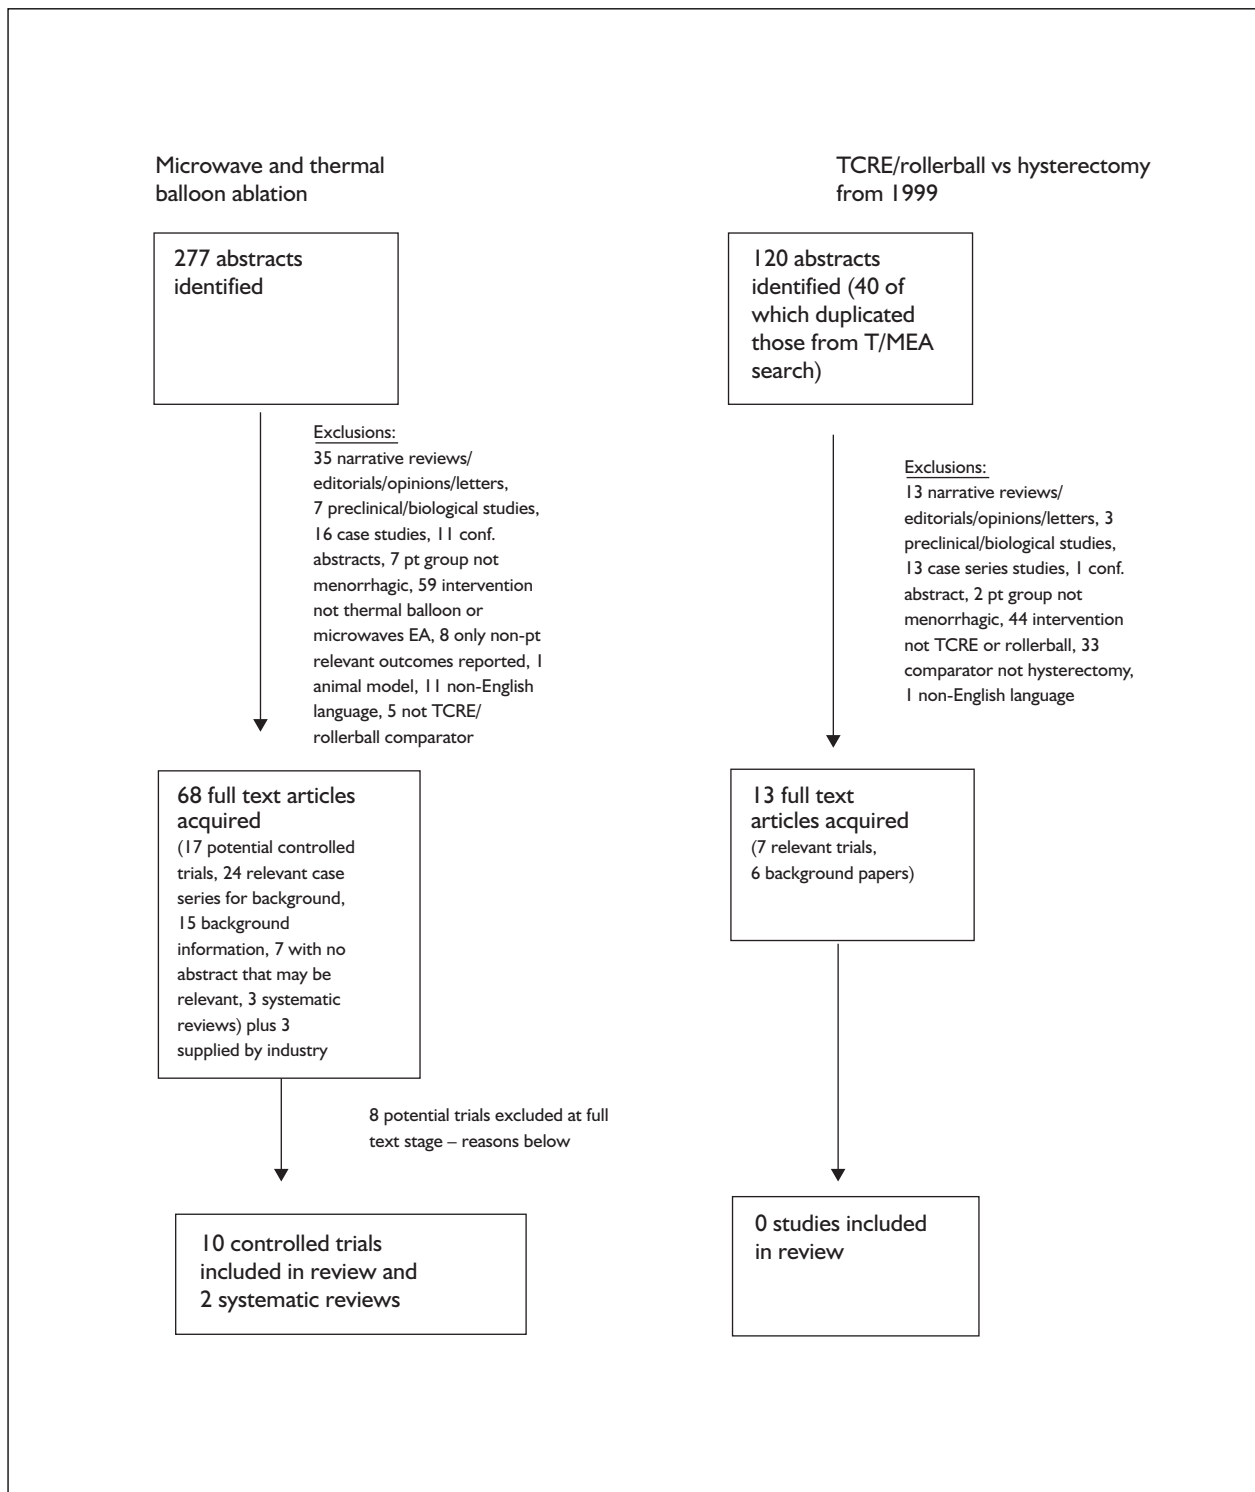 Microwave and thermal
balloon ablation
277 abstracts
identified
Exclusions:
35 narrative reviews/
editorials/opinions/letters,
7 preclinical/biological studies,
16 case studies, 11 conf.
abstracts, 7 pt group not
menorrhagic, 59 intervention
not thermal balloon or
microwaves EA, 8 only non-pt
relevant outcomes reported, 1
animal model, 11 non-English
language, 5 not TCRE/
rollerball comparator
68 full text articles
acquired
(17 potential controlled
trials, 24 relevant case
series for background,
15 background
information, 7 with no
abstract that may be
relevant, 3 systematic
reviews) plus 3
supplied by industry
8 potential trials excluded at full
text stage – reasons below
10 controlled trials
included in review and
2 systematic reviews
TCRE/rollerball vs hysterectomy
from 1999
120 abstracts
identified (40 of
which duplicated
those from T/MEA
search)
Exclusions:
13 narrative reviews/
editorials/opinions/letters, 3
preclinical/biological studies,
13 case series studies, 1 conf.
abstract, 2 pt group not
menorrhagic, 44 intervention
not TCRE or rollerball, 33
comparator not hysterectomy,
1 non-English language
13 full text
articles acquired
(7 relevant trials,
6 background papers)
0 studies included
in review